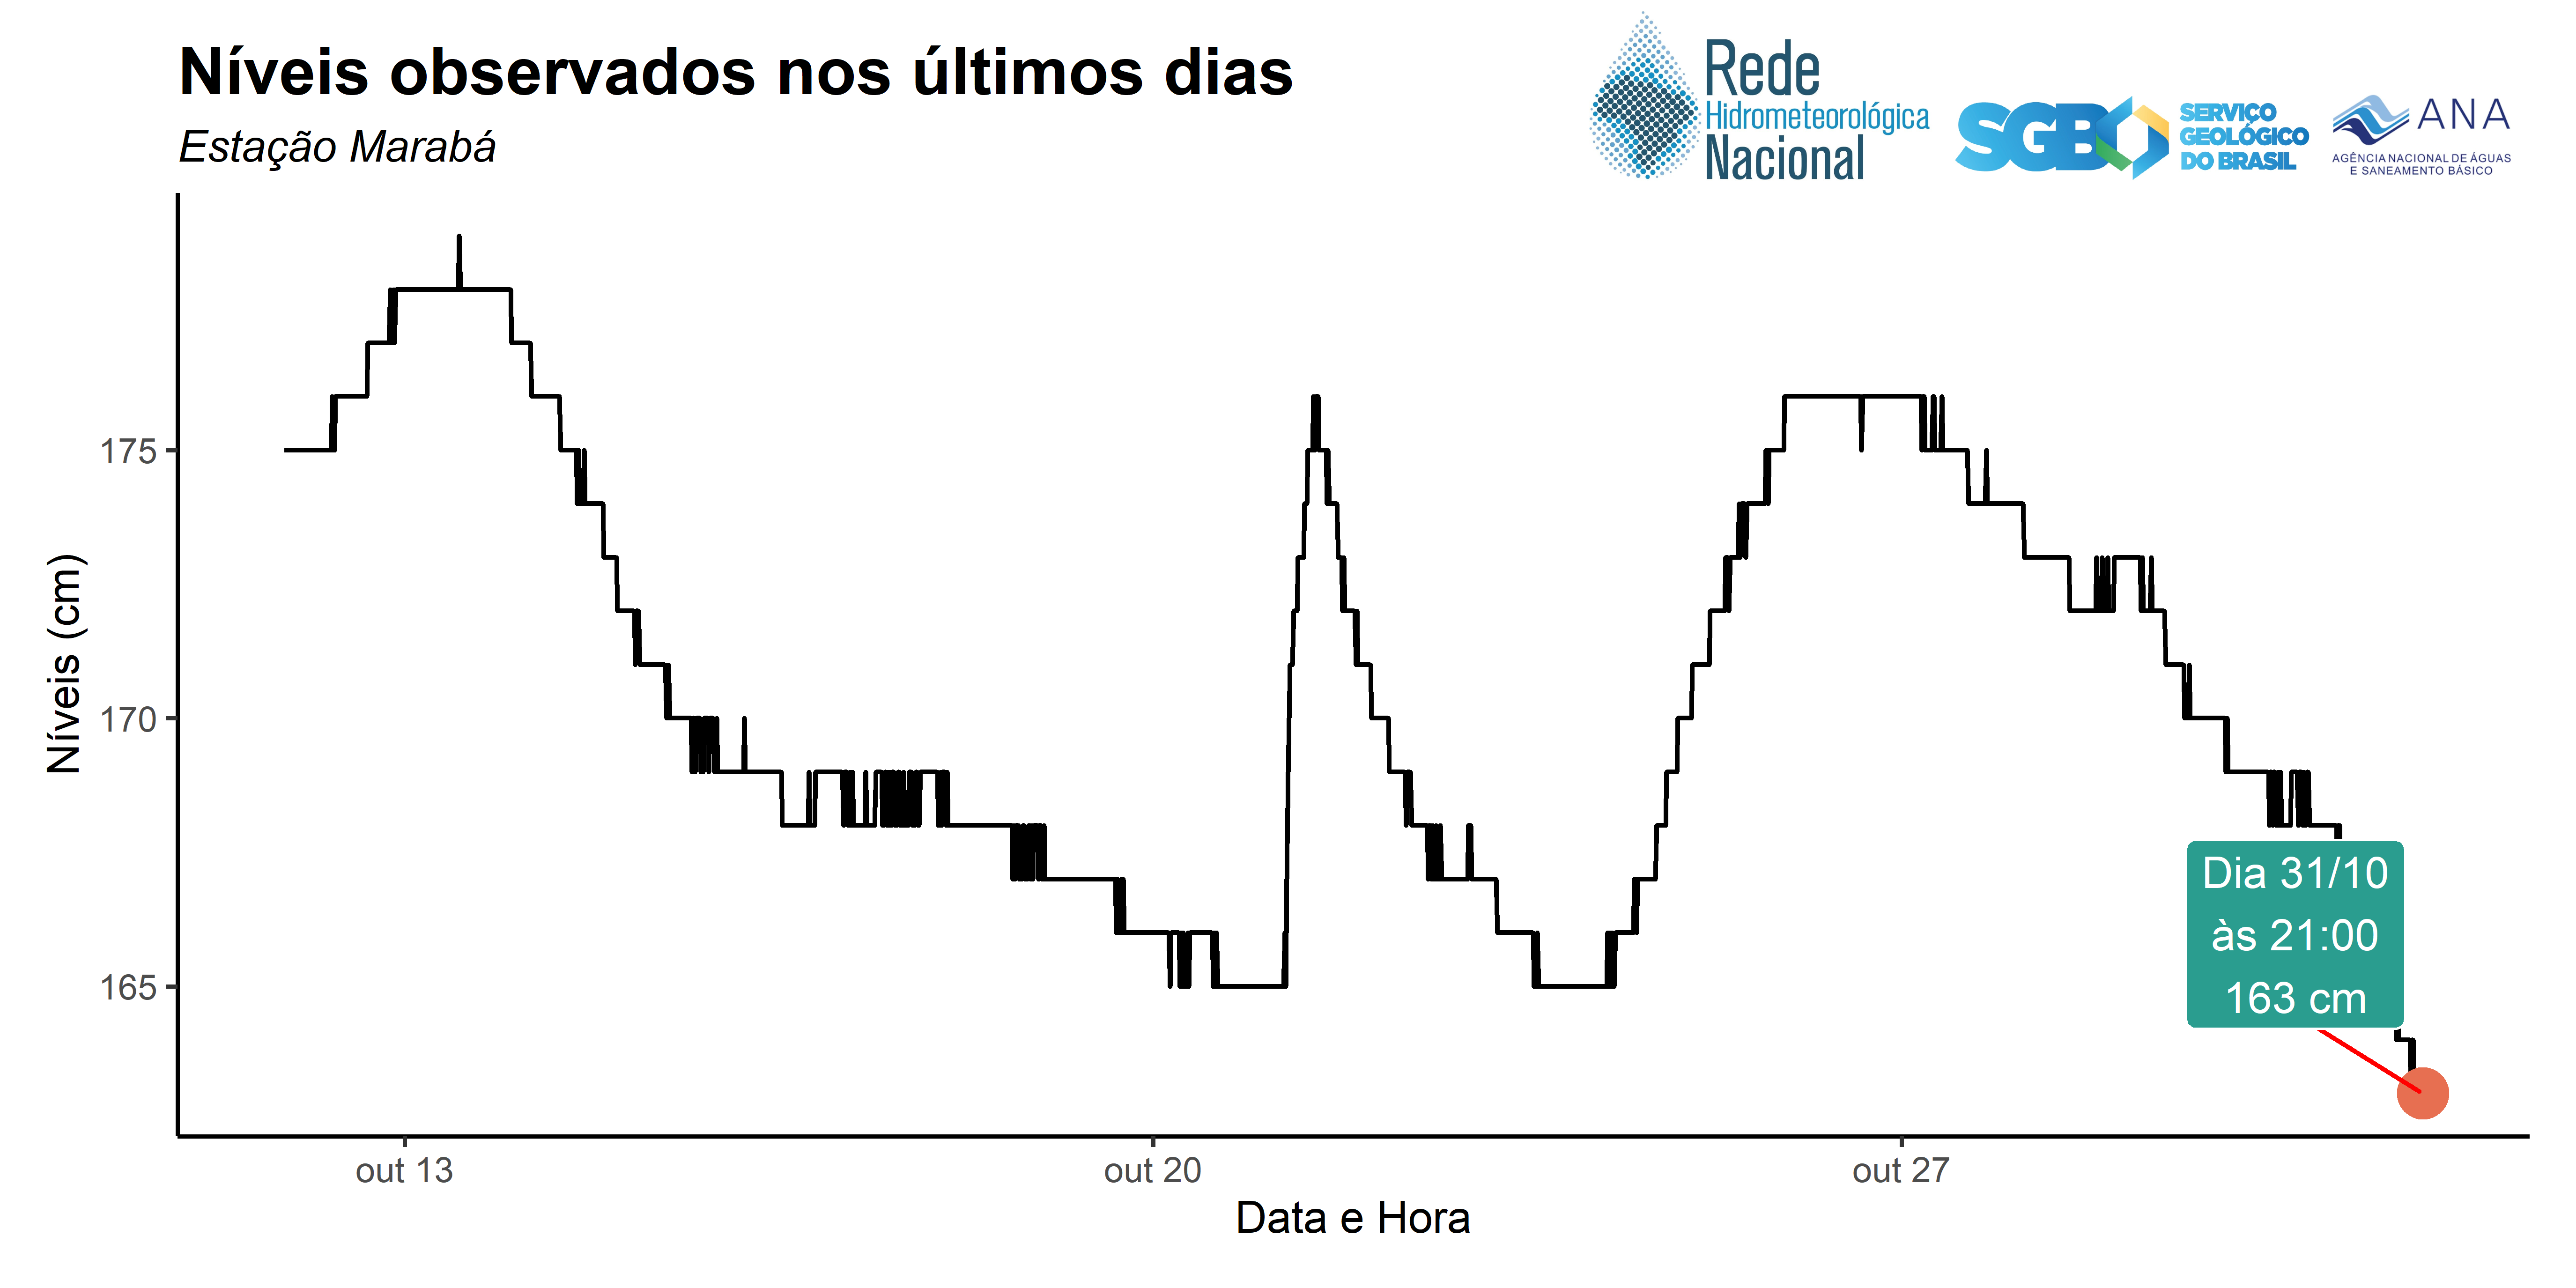 Níveis observados nos últimos dias
Estação Marabá
Rede
Hidrometeorológica
Nacional
SGB
SERVIÇO
GEOLÓGICO
DO BRASIL
ANA
AGÊNCIA NACIONAL DE ÁGUAS
E SANEAMENTO BÁSICO
Níveis (cm)
175
170
165
Dia 31/10
às 21:00
163 cm
out 13
out 20
out 27
Data e Hora